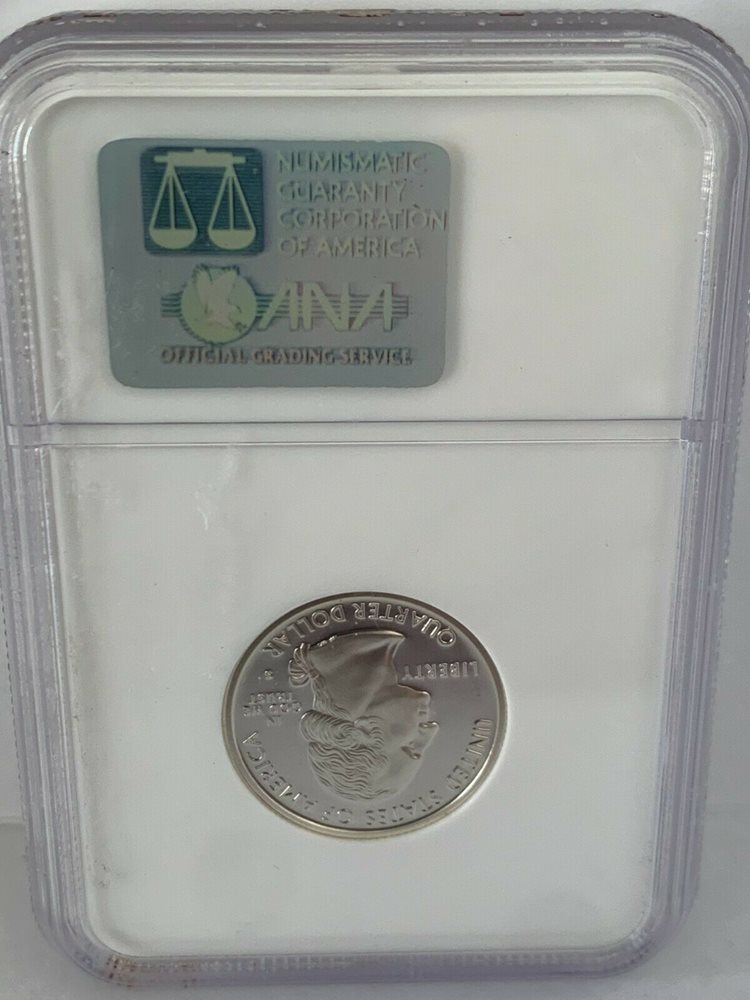 NUMISMATIC
GUARANTY
CORPORATION
OF AMERICA
ANA
OFFICIAL GRADING SERVICE
UNITED STATES OF AMERICA
LIBERTY
IN
GOD WE
TRUST
S
QUARTER DOLLAR